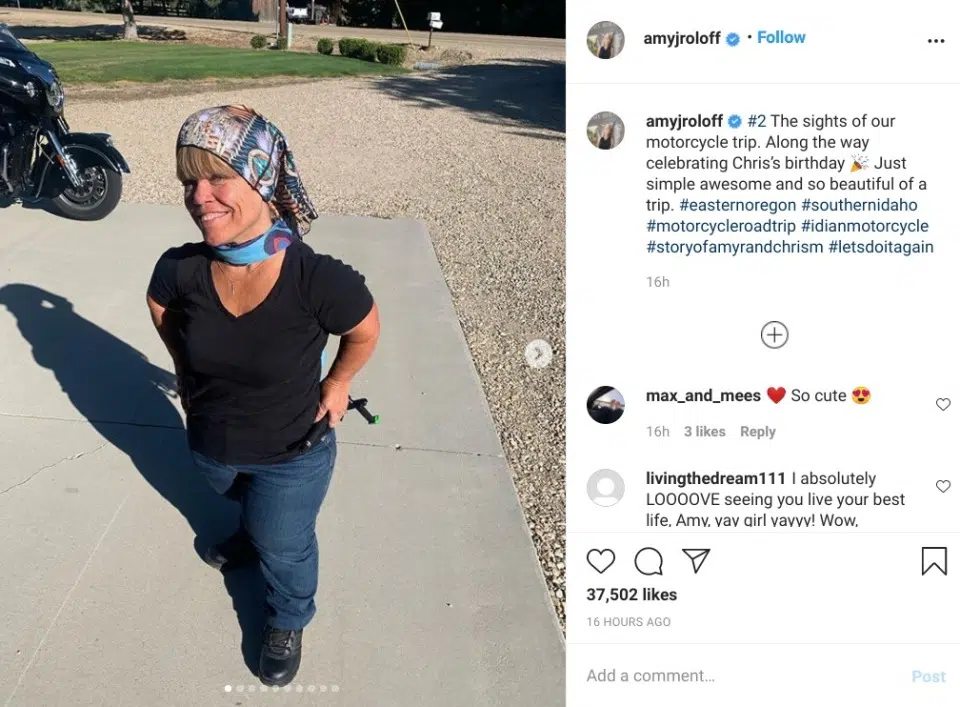 amyjroloff • Follow
amyjroloff #2 The sights of our
motorcycle trip. Along the way
celebrating Chris's birthday 🎉 Just
simple awesome and so beautiful of a
trip. #easternoregon #southernidaho
#motorcycleroadtrip #idianmotorcycle
#storyofamyrandchrism #letsdoitagain
16h
max_and_mees ❤️ So cute 😍
16h 3 likes Reply
livingthedream111 I absolutely
LOOOOVE seeing you live your best
life, Amy, yay girl yayyy! Wow,
37,502 likes
16 HOURS AGO
Add a comment... Post